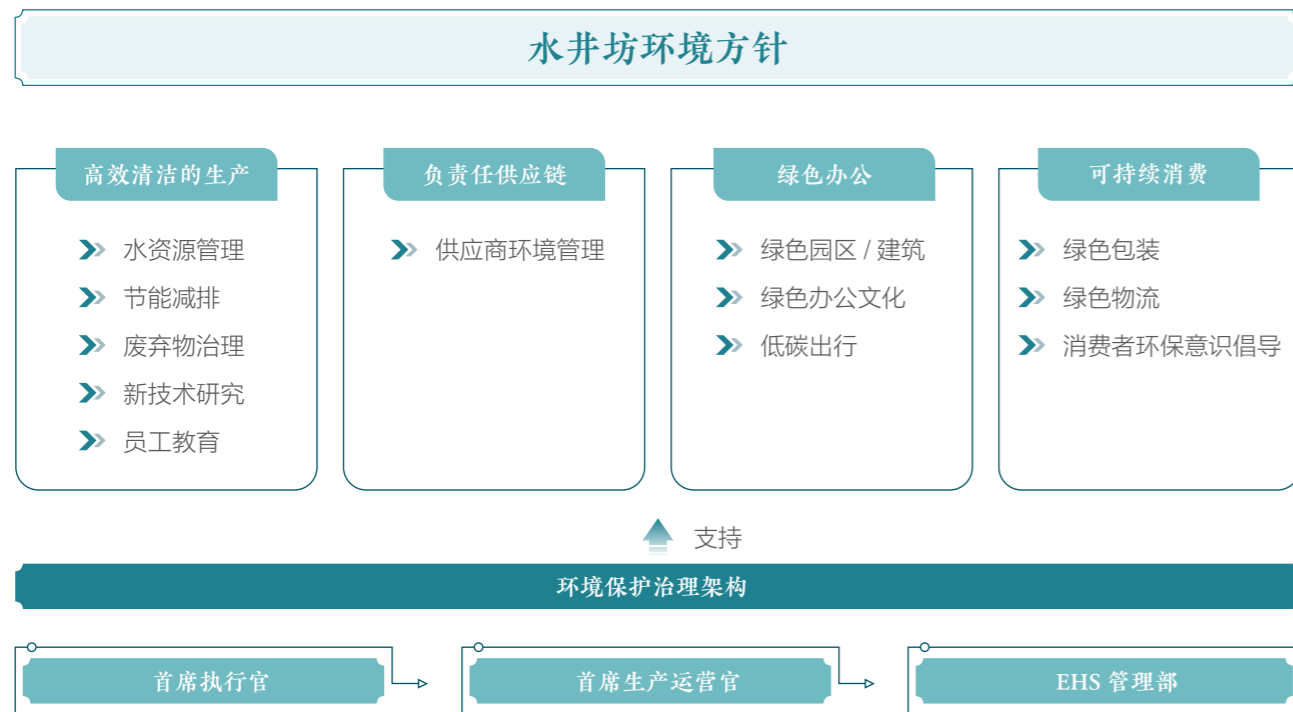 水井坊环境方针
高效清洁的生产
水资源管理
节能减排
废弃物治理
新技术研究
员工教育
负责任供应链
供应商环境管理
绿色办公
绿色园区 / 建筑
绿色办公文化
低碳出行
可持续消费
绿色包装
绿色物流
消费者环保意识倡导
支持
环境保护治理架构
首席执行官
首席生产运营官
EHS 管理部